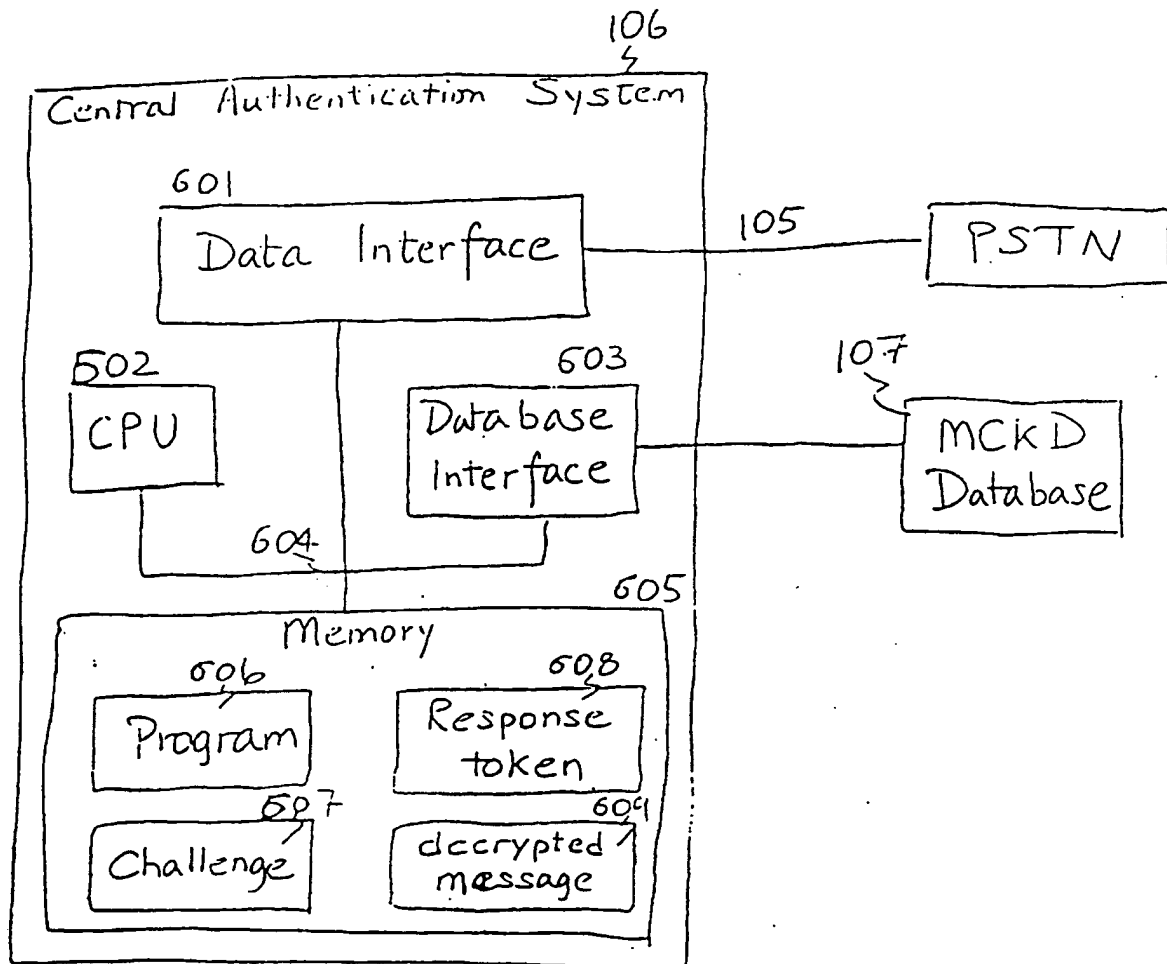 106
Central Authentication System
601
Data Interface
105
PSTN
602
CPU
603
Database
Interface
107
MCKD
Database
604
605
Memory
606
Program
608
Response
token
607
Challenge
609
decrypted
message